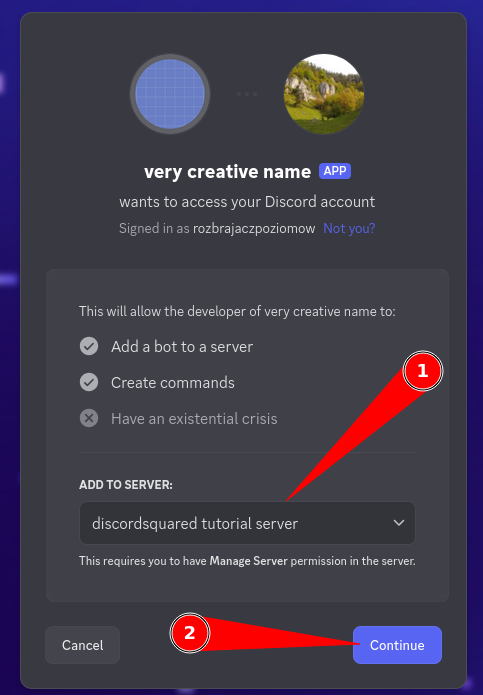 very creative name APP
wants to access your Discord account
Signed in as rozbrajaczpoziomow Not you?
This will allow the developer of very creative name to:
Add a bot to a server
Create commands
Have an existential crisis
1
ADD TO SERVER:
discordsquared tutorial server
This requires you to have Manage Server permission in the server.
2
Cancel
Continue